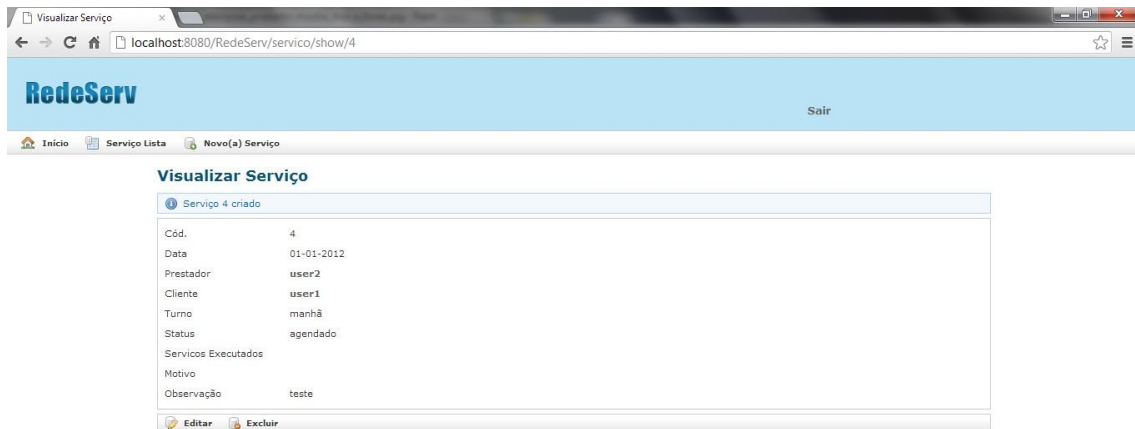 Visualizar Serviço
localhost:8080/RedeServ/servico/show/4
RedeServ
Sair
Início Serviço Lista Novo(a) Serviço
Visualizar Serviço
Serviço 4 criado
Cód. 4
Data 01-01-2012
Prestador user2
Cliente user1
Turno manhã
Status agendado
Servicos Executados
Motivo
Observação teste
Editar Excluir